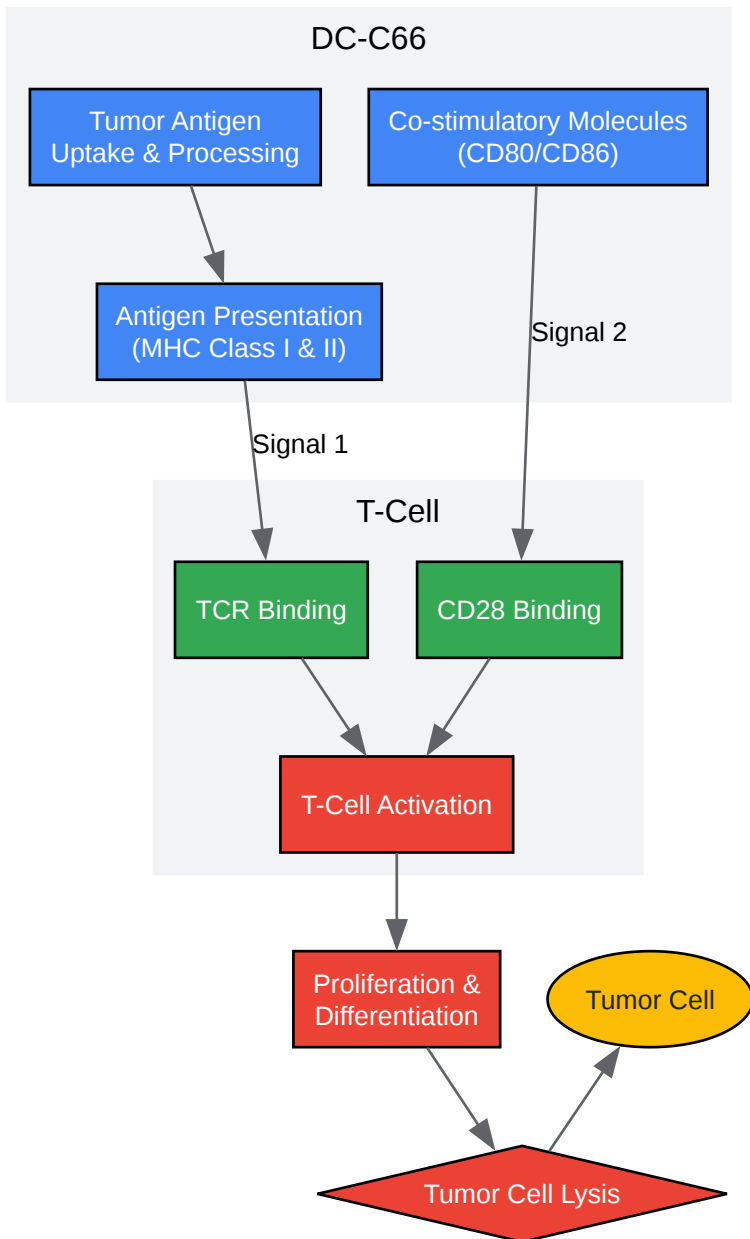 DC-C66
Tumor Antigen
Uptake & Processing
Co-stimulatory Molecules
(CD80/CD86)
Antigen Presentation
(MHC Class I & II)
Signal 2
Signal 1
T-Cell
TCR Binding
CD28 Binding
T-Cell Activation
Proliferation &
Differentiation
Tumor Cell
Tumor Cell Lysis